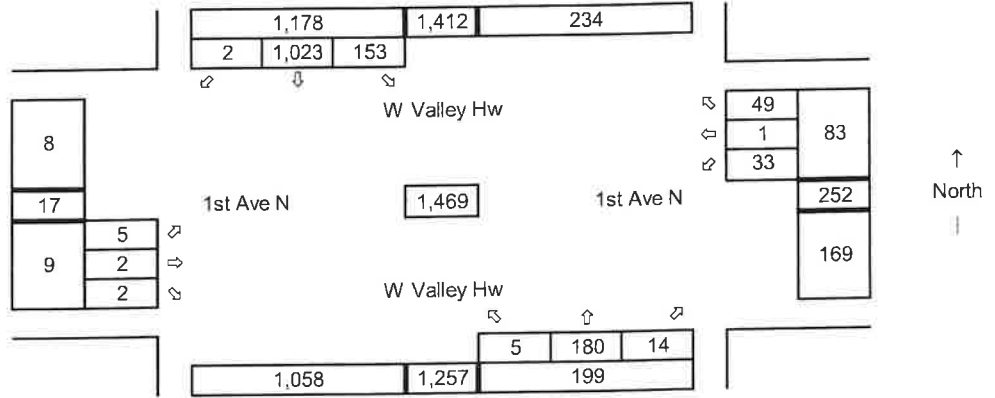 1,178 1,412 234
2 1,023 153
W Valley Hw
49
8 1 83
33
↑
17 1st Ave N 1,469 1st Ave N 252 North
5
9 2 169
2
W Valley Hw
5 180 14
1,058 1,257 199